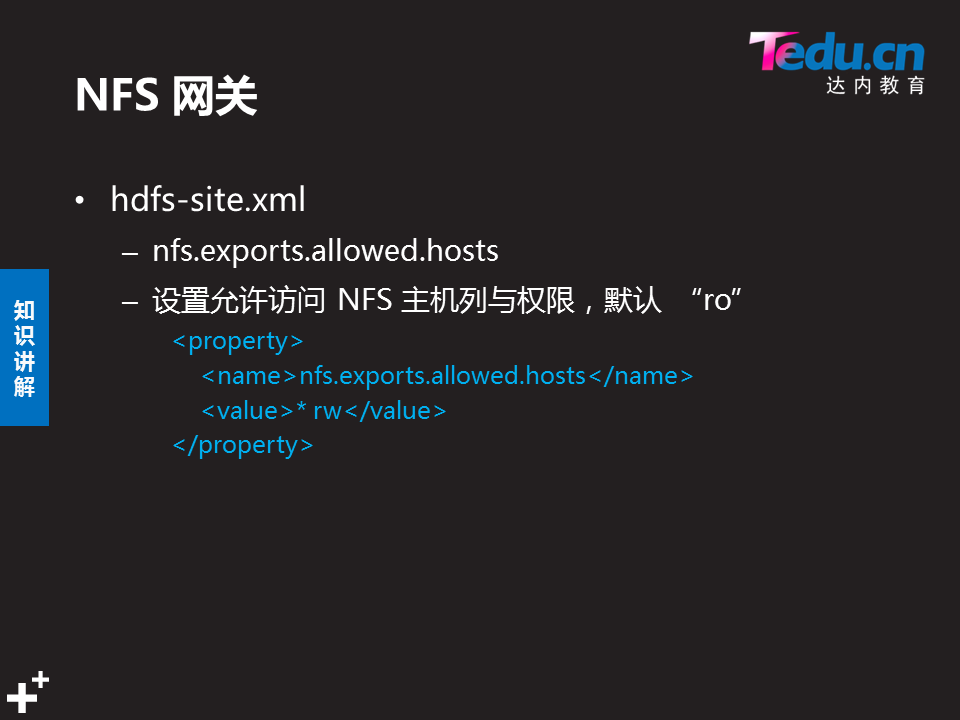 Tedu.cn
达内教育
NFS 网关
• hdfs-site.xml
– nfs.exports.allowed.hosts
– 设置允许访问 NFS 主机列与权限，默认 “ro”
<property>
<name>nfs.exports.allowed.hosts</name>
<value>* rw</value>
</property>
知识讲解